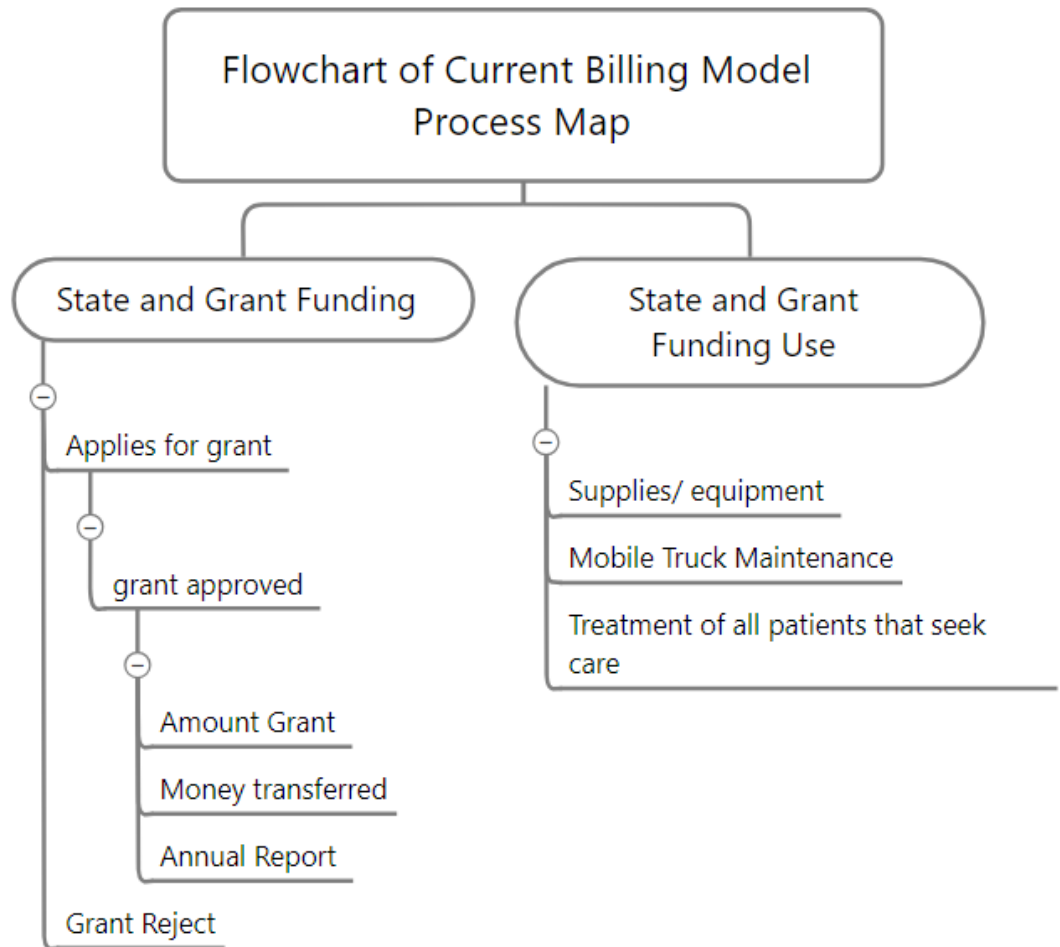 Flowchart of Current Billing Model
Process Map
State and Grant Funding
Applies for grant
grant approved
Amount Grant
Money transferred
Annual Report
Grant Reject
State and Grant
Funding Use
Supplies/ equipment
Mobile Truck Maintenance
Treatment of all patients that seek
care